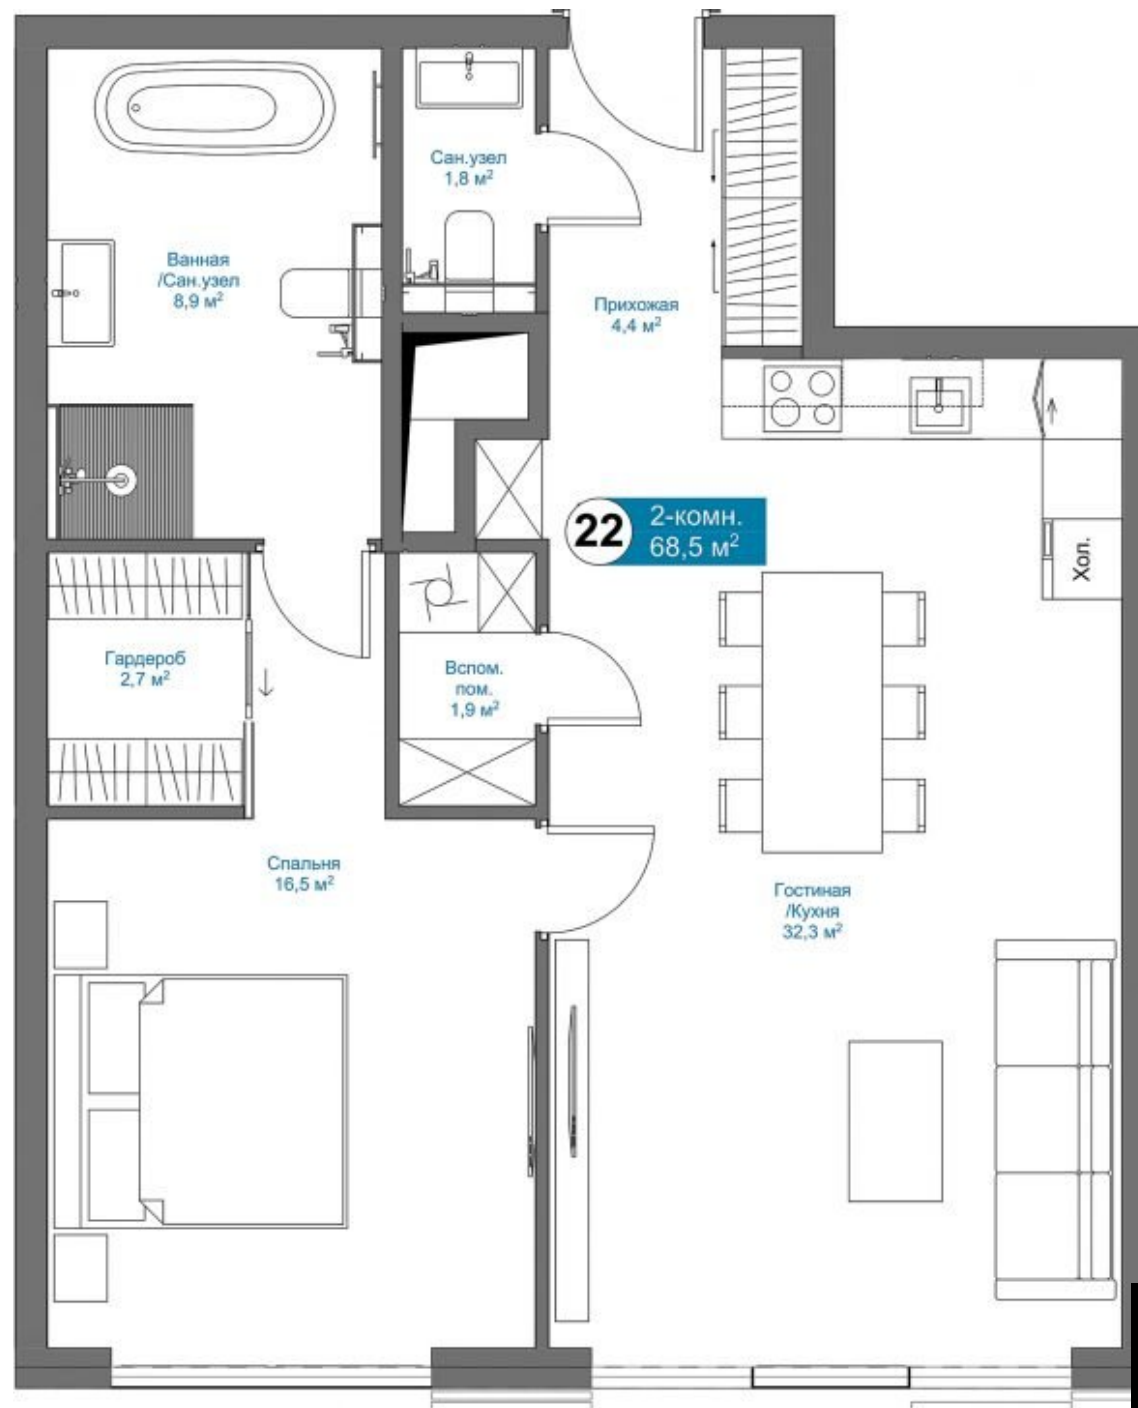 Сан.узел
1,8 м²
Ванная
/Сан.узел
8,9 м²
Прихожая
4,4 м²
22
2-комн.
68,5 м²
Хол.
Гардероб
2,7 м²
Вспом.
пом.
1,9 м²
Спальня
16,5 м²
Гостиная
/Кухня
32,3 м²